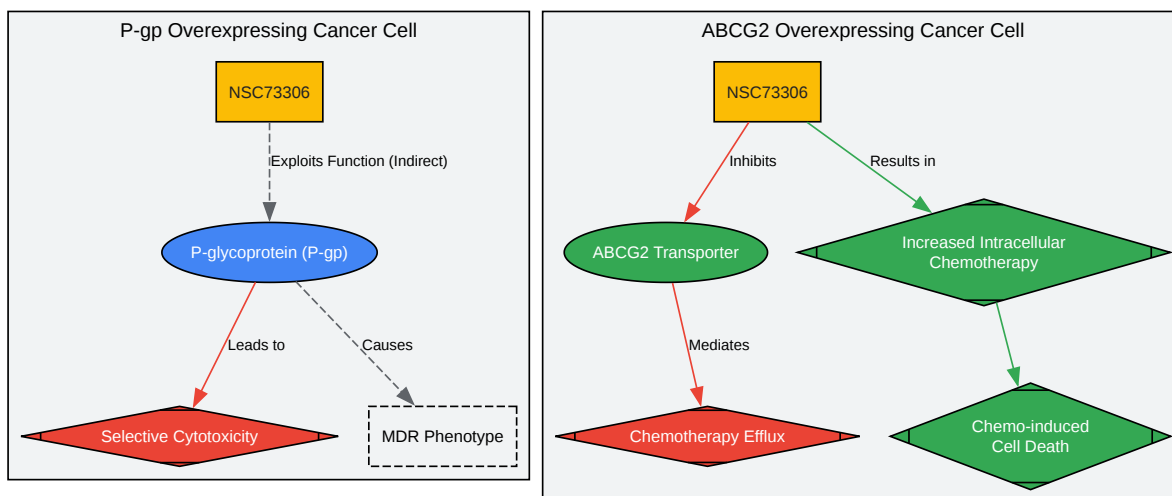 P-gp Overexpressing Cancer Cell
NSC73306
Exploits Function (Indirect)
P-glycoprotein (P-gp)
Leads to
Causes
Selective Cytotoxicity
MDR Phenotype
ABCG2 Overexpressing Cancer Cell
NSC73306
Inhibits
Results in
ABCG2 Transporter
Increased Intracellular
Chemotherapy
Mediates
Chemotherapy Efflux
Chemo-induced
Cell Death